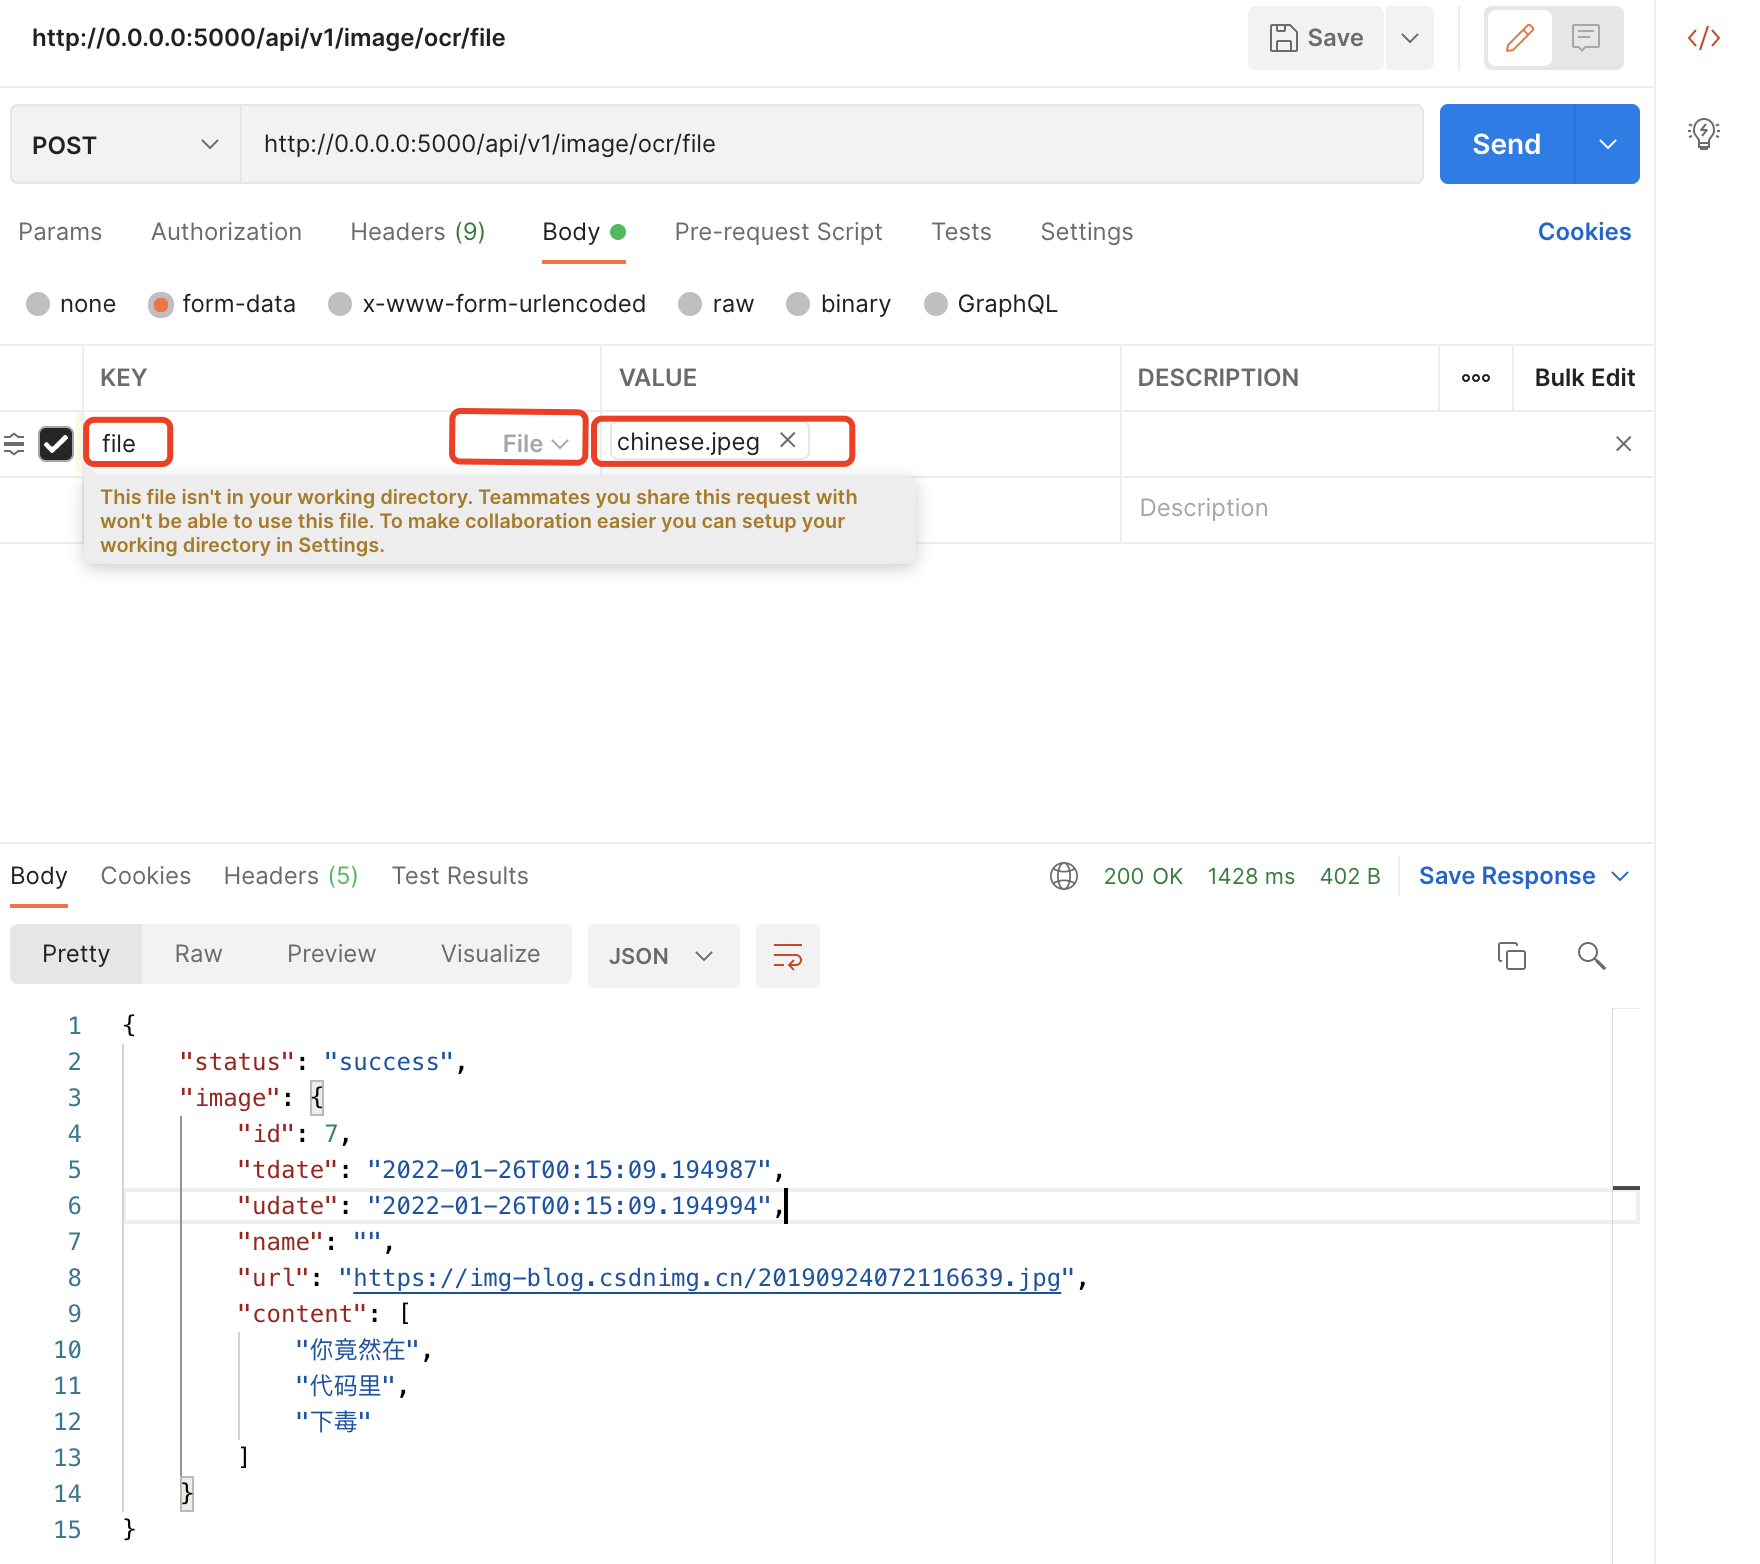 http://0.0.0.0:5000/api/v1/image/ocr/file
Save
POST
http://0.0.0.0:5000/api/v1/image/ocr/file
Send
Params Authorization Headers (9) Body Pre-request Script Tests Settings Cookies
none form-data x-www-form-urlencoded raw binary GraphQL
KEY VALUE DESCRIPTION Bulk Edit
file File chinese.jpeg
This file isn't in your working directory. Teammates you share this request with
won't be able to use this file. To make collaboration easier you can setup your
working directory in Settings.
Description
Body Cookies Headers (5) Test Results 200 OK 1428 ms 402 B Save Response
Pretty Raw Preview Visualize JSON
1 {
2 "status": "success",
3 "image": {
4 "id": 7,
5 "tdate": "2022-01-26T00:15:09.194987",
6 "udate": "2022-01-26T00:15:09.194994",
7 "name": "",
8 "url": "https://img-blog.csdnimg.cn/20190924072116639.jpg",
9 "content": [
10 "你竟然在",
11 "代码里",
12 "下毒"
13 ]
14 }
15 }